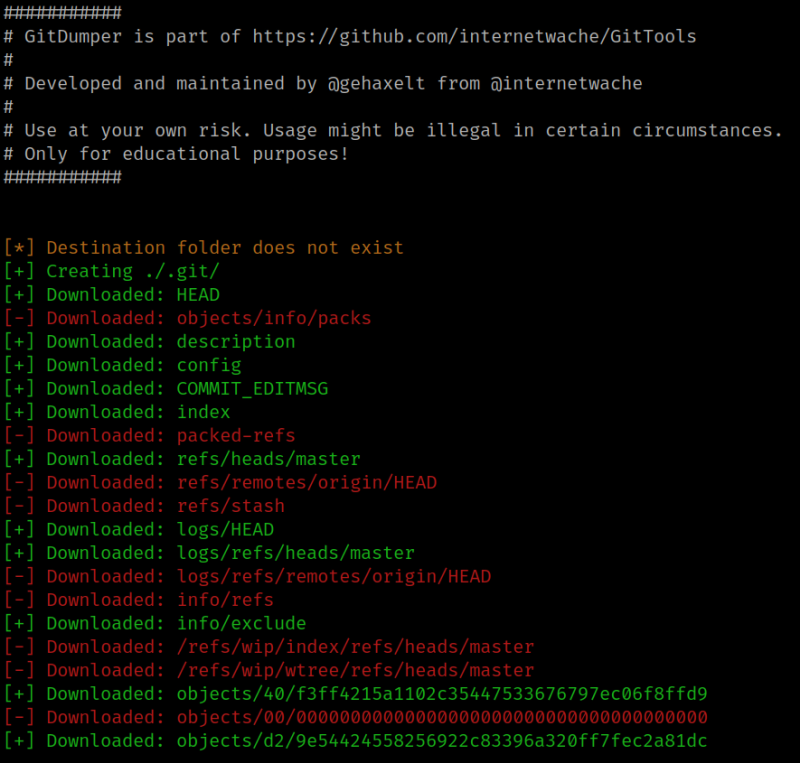 ###########
# GitDumper is part of https://github.com/internetwache/GitTools
#
# Developed and maintained by @gehaxelt from @internetwache
#
# Use at your own risk. Usage might be illegal in certain circumstances.
# Only for educational purposes!
###########
[*] Destination folder does not exist
[+] Creating ./.git/
[+] Downloaded: HEAD
[-] Downloaded: objects/info/packs
[+] Downloaded: description
[+] Downloaded: config
[+] Downloaded: COMMIT_EDITMSG
[+] Downloaded: index
[-] Downloaded: packed-refs
[+] Downloaded: refs/heads/master
[-] Downloaded: refs/remotes/origin/HEAD
[-] Downloaded: refs/stash
[+] Downloaded: logs/HEAD
[+] Downloaded: logs/refs/heads/master
[-] Downloaded: logs/refs/remotes/origin/HEAD
[-] Downloaded: info/refs
[+] Downloaded: info/exclude
[-] Downloaded: /refs/wip/index/refs/heads/master
[-] Downloaded: /refs/wip/wtree/refs/heads/master
[+] Downloaded: objects/40/f3ff4215a1102c35447533676797ec06f8ffd9
[-] Downloaded: objects/00/00000000000000000000000000000000000000
[+] Downloaded: objects/d2/9e54424558256922c83396a320ff7fec2a81dc